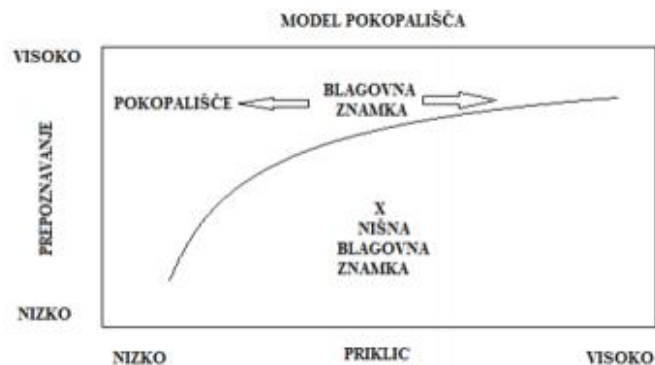 MODEL POKOPALIŠČA
VISOKO
POKOPALIŠČE
BLAGOVNA
ZNAMKA
PREPOZNAVANJE
X
NIŠNA
BLAGOVNA
ZNAMKA
NIZKO
NIZKO
PRIKLIC
VISOKO